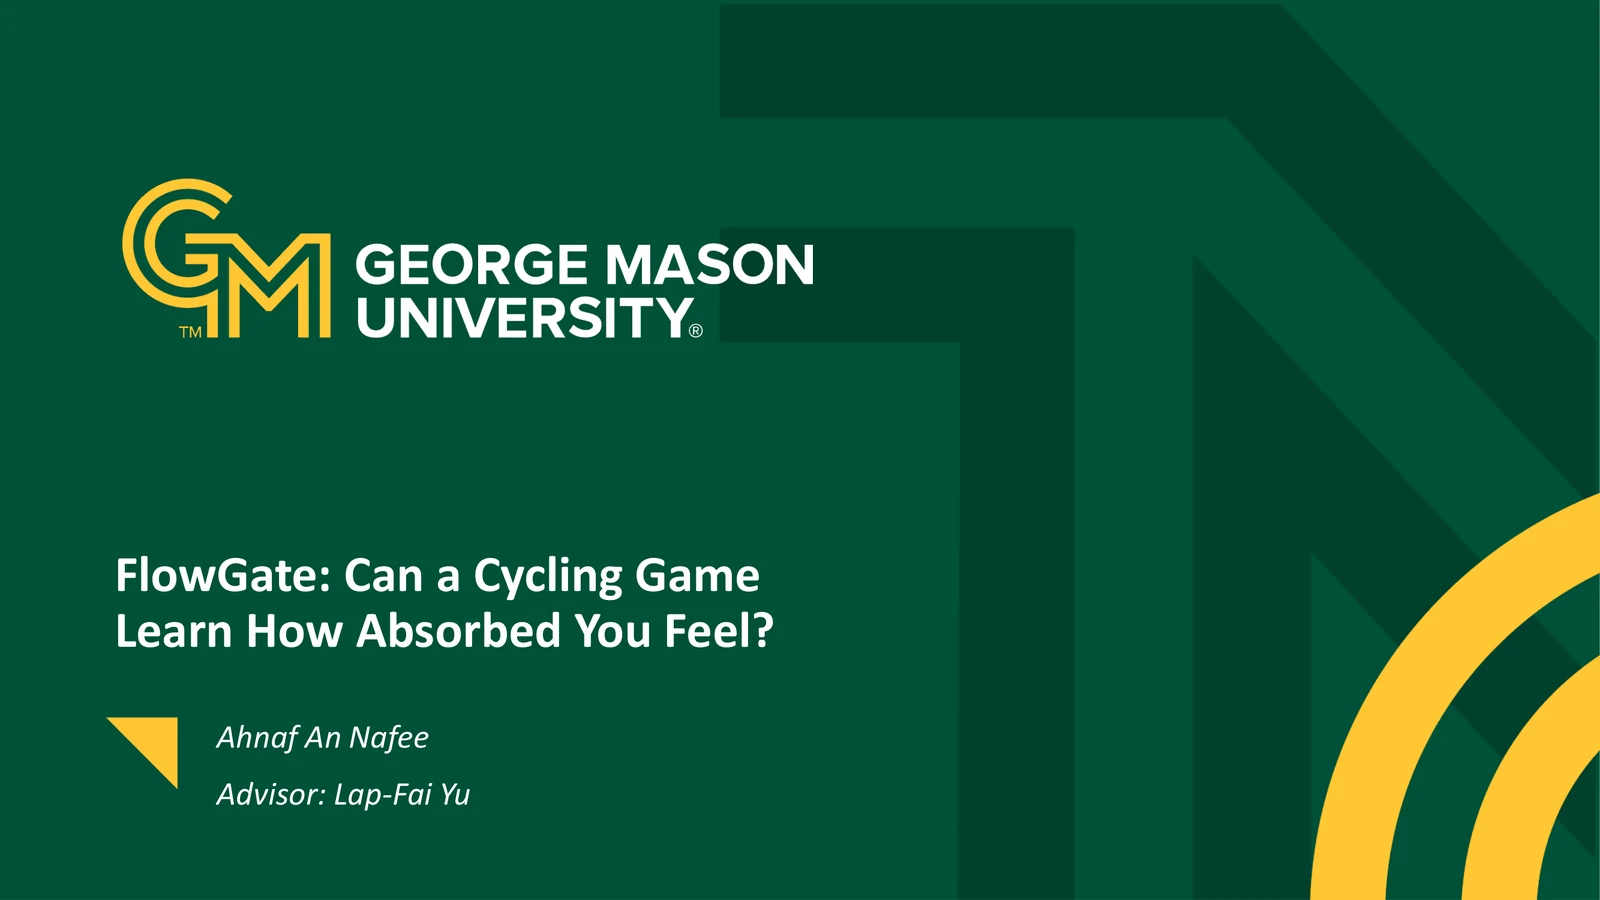 GEORGE MASON
UNIVERSITY®
TM
FlowGate: Can a Cycling Game
Learn How Absorbed You Feel?
Ahnaf An Nafee
Advisor: Lap-Fai Yu